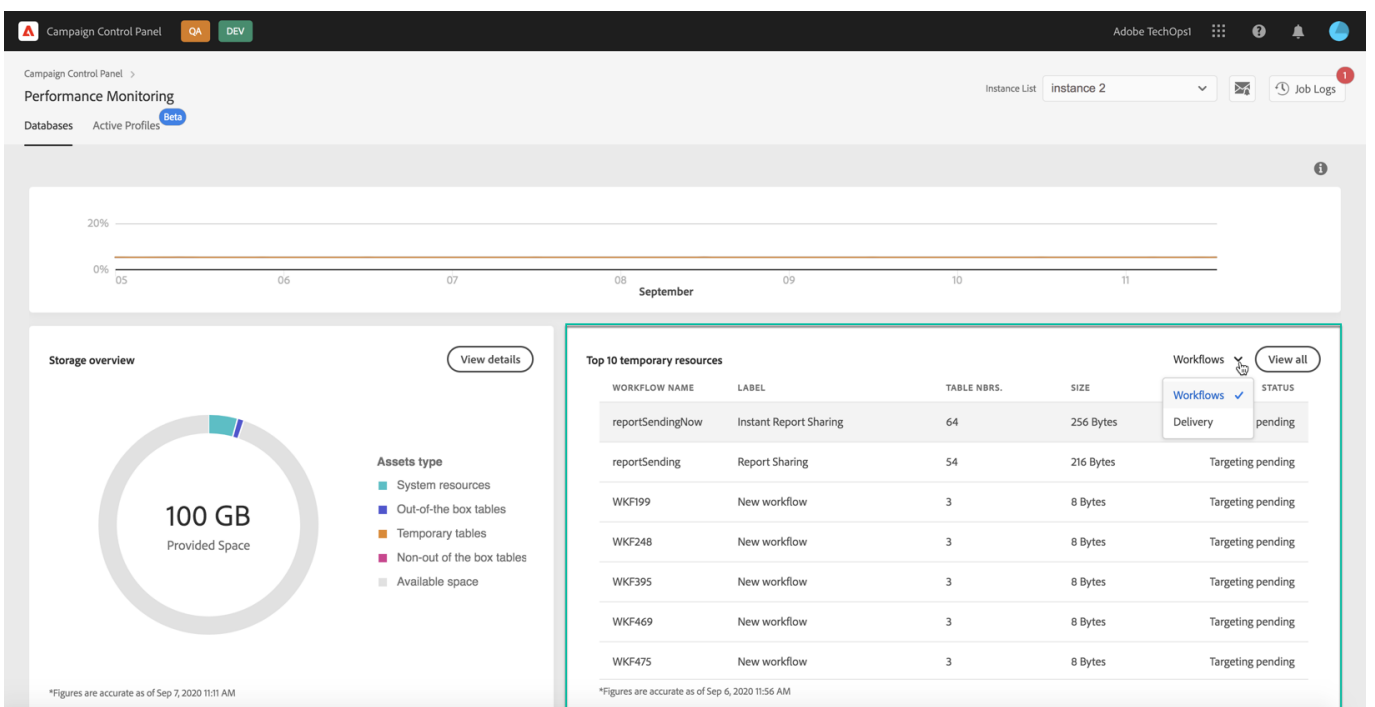 Campaign Control Panel QA DEV Adobe TechOps1
Campaign Control Panel >
Performance Monitoring
Instance List instance 2 Job Logs 1
Databases Active Profiles Beta
20%
0%
05 06 07 08 09 10 11
September
Storage overview View details
100 GB
Provided Space
Assets type
System resources
Out-of-the box tables
Temporary tables
Non-out of the box tables
Available space
*Figures are accurate as of Sep 7, 2020 11:11 AM
Top 10 temporary resources Workflows View all
WORKFLOW NAME LABEL TABLE NBRS. SIZE STATUS
Workflows
Delivery
reportSendingNow Instant Report Sharing 64 256 Bytes pending
reportSending Report Sharing 54 216 Bytes Targeting pending
WKF199 New workflow 3 8 Bytes Targeting pending
WKF248 New workflow 3 8 Bytes Targeting pending
WKF395 New workflow 3 8 Bytes Targeting pending
WKF469 New workflow 3 8 Bytes Targeting pending
WKF475 New workflow 3 8 Bytes Targeting pending
*Figures are accurate as of Sep 6, 2020 11:56 AM